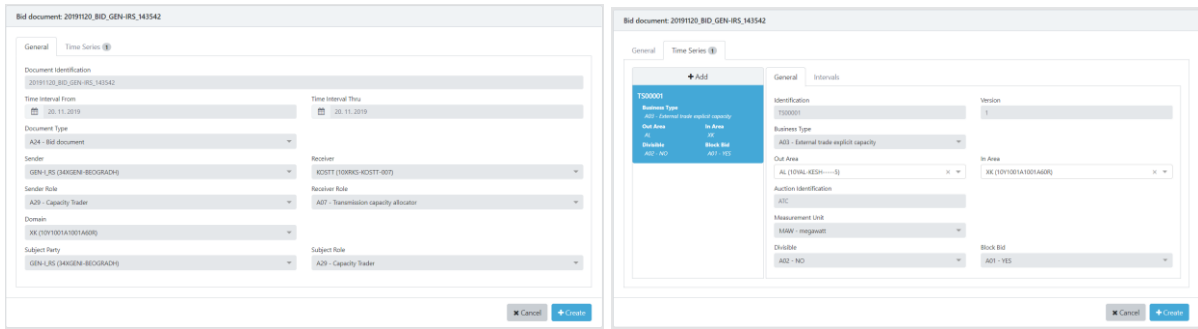 Bid document: 20191120_BID_GEN-IRS_143542
General Time Series 1
Document Identification
20191120_BID_GEN-IRS_143542
Time Interval From Time Interval Thru
20. 11. 2019 20. 11. 2019
Document Type
A24 - Bid document
Sender Receiver
GEN-I_RS (34XGENI-BEOGRADH) KOSTT (10XRKS-KOSTT-007)
Sender Role Receiver Role
A29 - Capacity Trader A07 - Transmission capacity allocator
Domain
XK (10Y1001A1001A60R)
Subject Party Subject Role
GEN-I_RS (34XGENI-BEOGRADH) A29 - Capacity Trader
Cancel Create
Bid document: 20191120_BID_GEN-IRS_143542
General Time Series 1
+ Add
TS00001
Business Type
A03 - External trade explicit capacity
Out Area In Area
AL XK
Divisible Block Bid
A02 - NO A01 - YES
General Intervals
Identification Version
TS00001 1
Business Type
A03 - External trade explicit capacity
Out Area In Area
AL (10YAL-KESH-----5) XK (10Y1001A1001A60R)
Auction Identification
ATC
Measurement Unit
MAW - megawatt
Divisible Block Bid
A02 - NO A01 - YES
Cancel Create